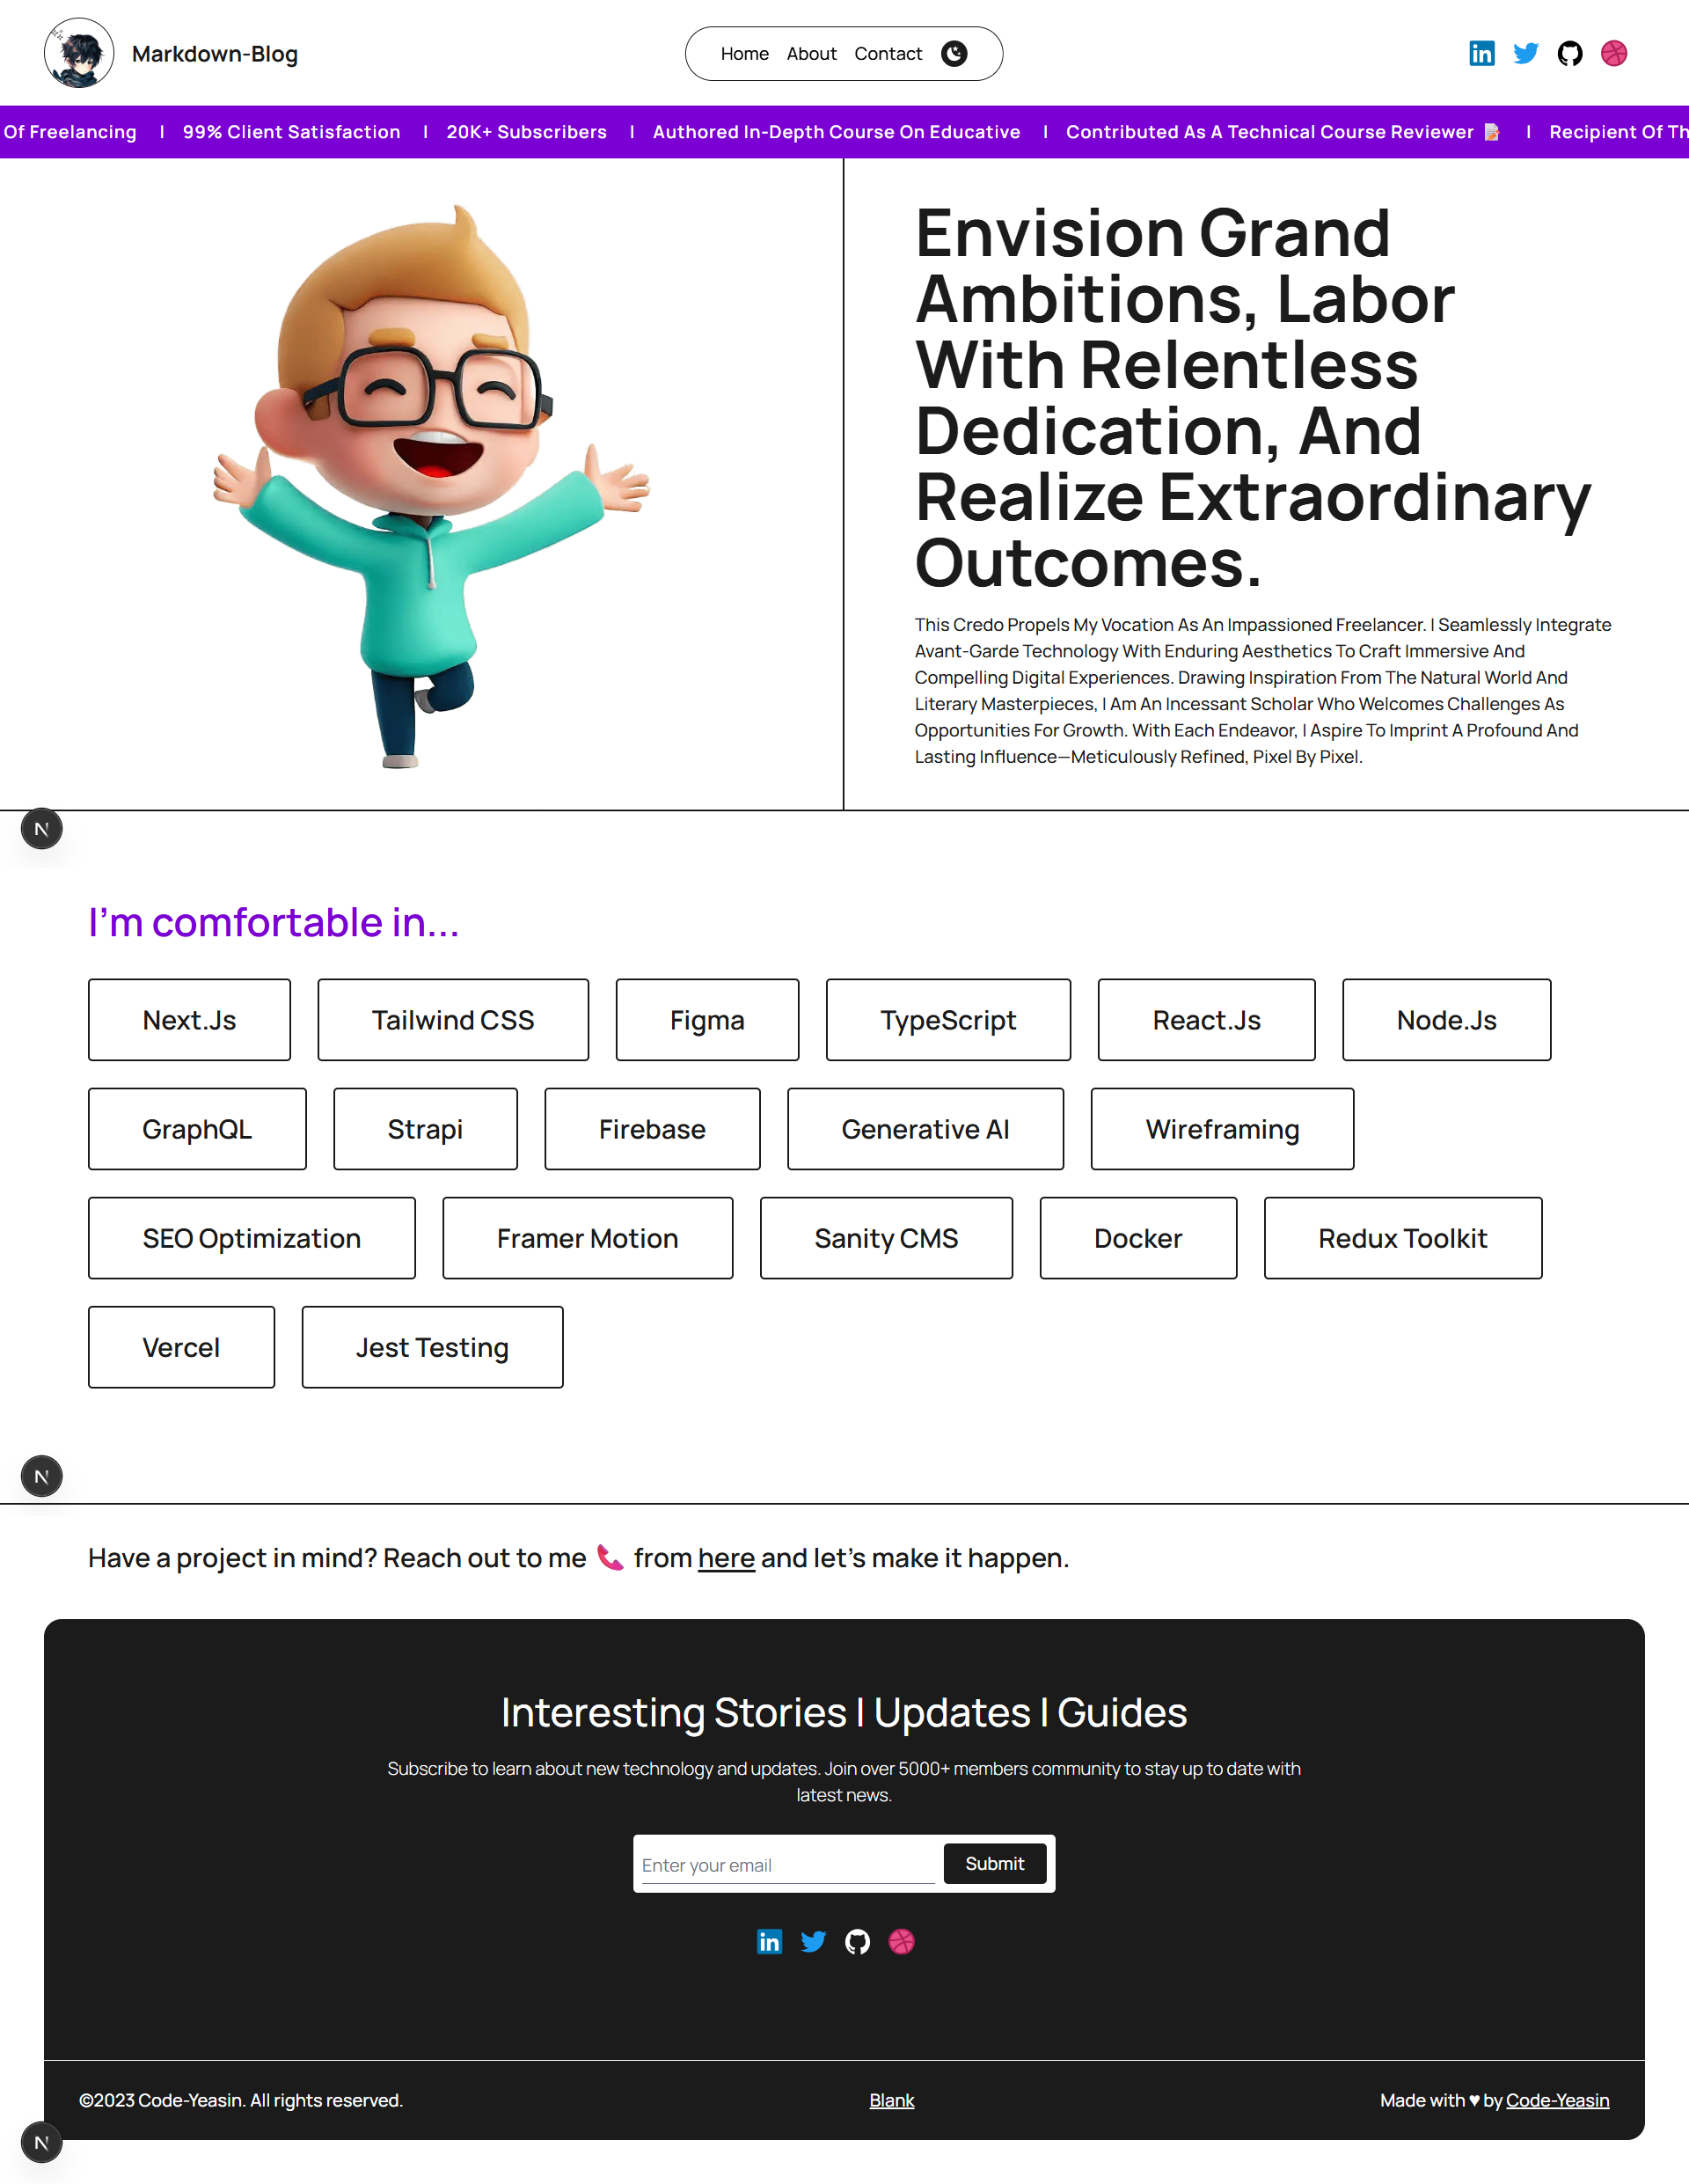 Markdown-Blog
Home About Contact
Of Freelancing | 99% Client Satisfaction | 20K+ Subscribers | Authored In-Depth Course On Educative | Contributed As A Technical Course Reviewer 📝 | Recipient Of Th
Envision Grand
Ambitions, Labor
With Relentless
Dedication, And
Realize Extraordinary
Outcomes.
This Credo Propels My Vocation As An Impassioned Freelancer. I Seamlessly Integrate
Avant-Garde Technology With Enduring Aesthetics To Craft Immersive And
Compelling Digital Experiences. Drawing Inspiration From The Natural World And
Literary Masterpieces, I Am An Incessant Scholar Who Welcomes Challenges As
Opportunities For Growth. With Each Endeavor, I Aspire To Imprint A Profound And
Lasting Influence—Meticulously Refined, Pixel By Pixel.
N
I'm comfortable in...
Next.Js Tailwind CSS Figma TypeScript React.Js Node.Js
GraphQL Strapi Firebase Generative AI Wireframing
SEO Optimization Framer Motion Sanity CMS Docker Redux Toolkit
Vercel Jest Testing
N
Have a project in mind? Reach out to me 📞 from here and let's make it happen.
Interesting Stories | Updates | Guides
Subscribe to learn about new technology and updates. Join over 5000+ members community to stay up to date with
latest news.
Enter your email Submit
in
©2023 Code-Yeasin. All rights reserved. Blank Made with ♥ by Code-Yeasin
N